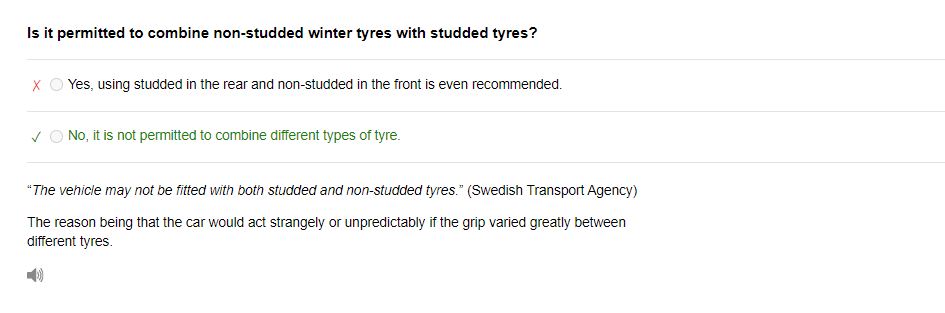 Is it permitted to combine non-studded winter tyres with studded tyres?
Yes, using studded in the rear and non-studded in the front is even recommended.
No, it is not permitted to combine different types of tyre.
“The vehicle may not be fitted with both studded and non-studded tyres.” (Swedish Transport Agency)
The reason being that the car would act strangely or unpredictably if the grip varied greatly between
different tyres.